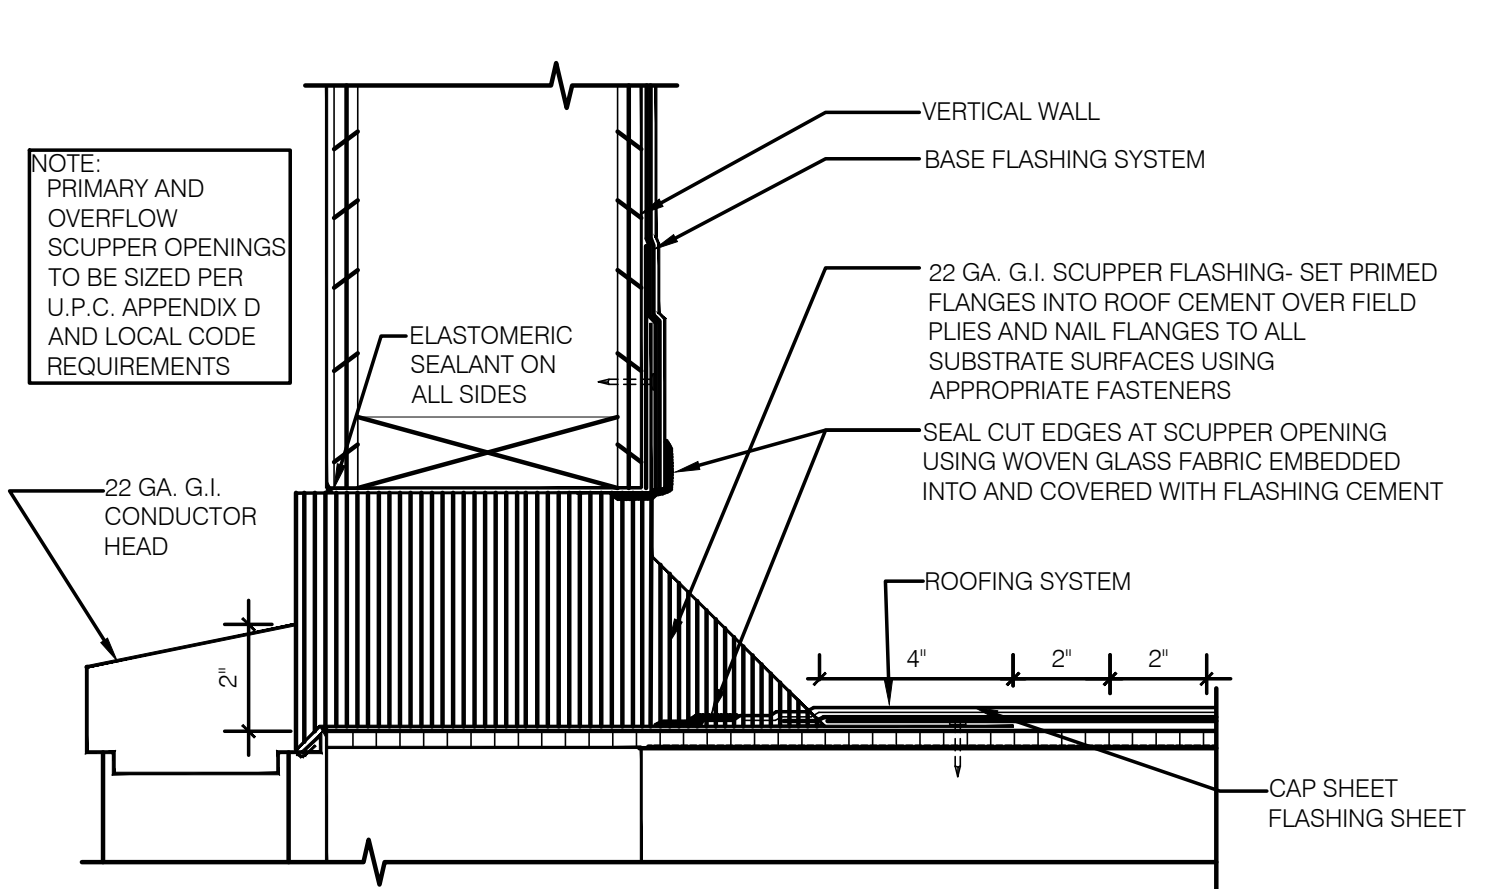 NOTE:
PRIMARY AND
OVERFLOW
SCUPPER OPENINGS
TO BE SIZED PER
U.P.C. APPENDIX D
AND LOCAL CODE
REQUIREMENTS
VERTICAL WALL
BASE FLASHING SYSTEM
22 GA. G.I. SCUPPER FLASHING- SET PRIMED
FLANGES INTO ROOF CEMENT OVER FIELD
PLIES AND NAIL FLANGES TO ALL
SUBSTRATE SURFACES USING
APPROPRIATE FASTENERS
ELASTOMERIC
SEALANT ON
ALL SIDES
SEAL CUT EDGES AT SCUPPER OPENING
USING WOVEN GLASS FABRIC EMBEDDED
INTO AND COVERED WITH FLASHING CEMENT
22 GA. G.I.
CONDUCTOR
HEAD
ROOFING SYSTEM
4" 2" 2"
2"
CAP SHEET
FLASHING SHEET